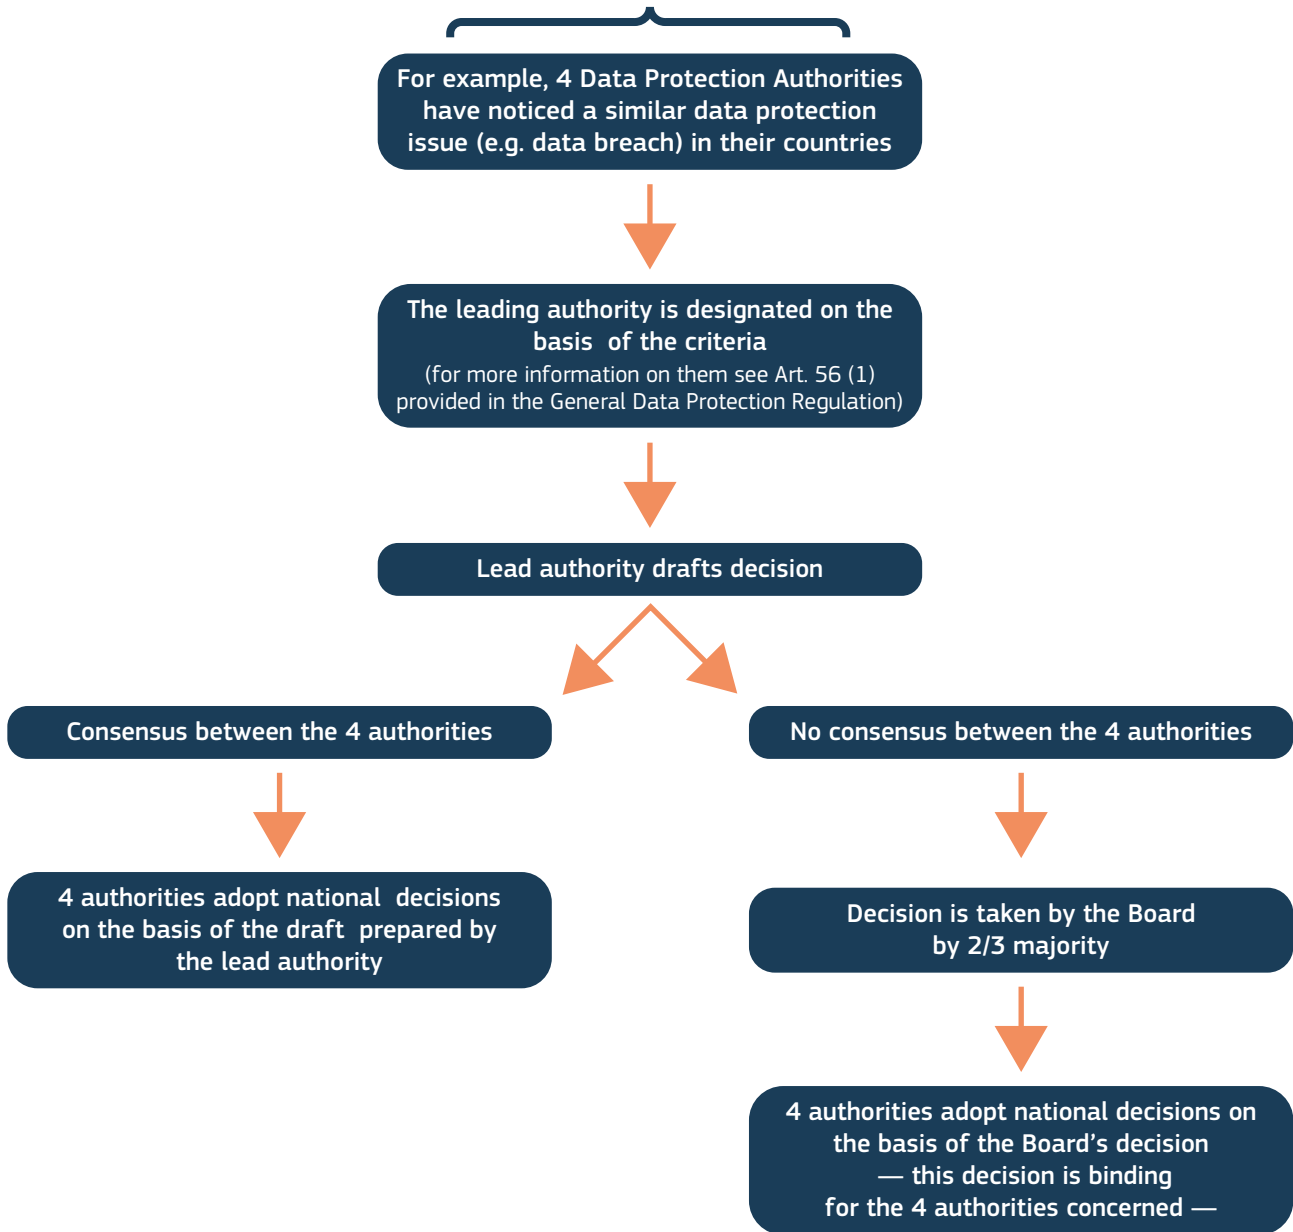 For example, 4 Data Protection Authorities
have noticed a similar data protection
issue (e.g. data breach) in their countries
The leading authority is designated on the
basis of the criteria
(for more information on them see Art. 56 (1)
provided in the General Data Protection Regulation)
Lead authority drafts decision
Consensus between the 4 authorities
No consensus between the 4 authorities
4 authorities adopt national decisions
on the basis of the draft prepared by
the lead authority
Decision is taken by the Board
by 2/3 majority
4 authorities adopt national decisions on
the basis of the Board’s decision
— this decision is binding
for the 4 authorities concerned —